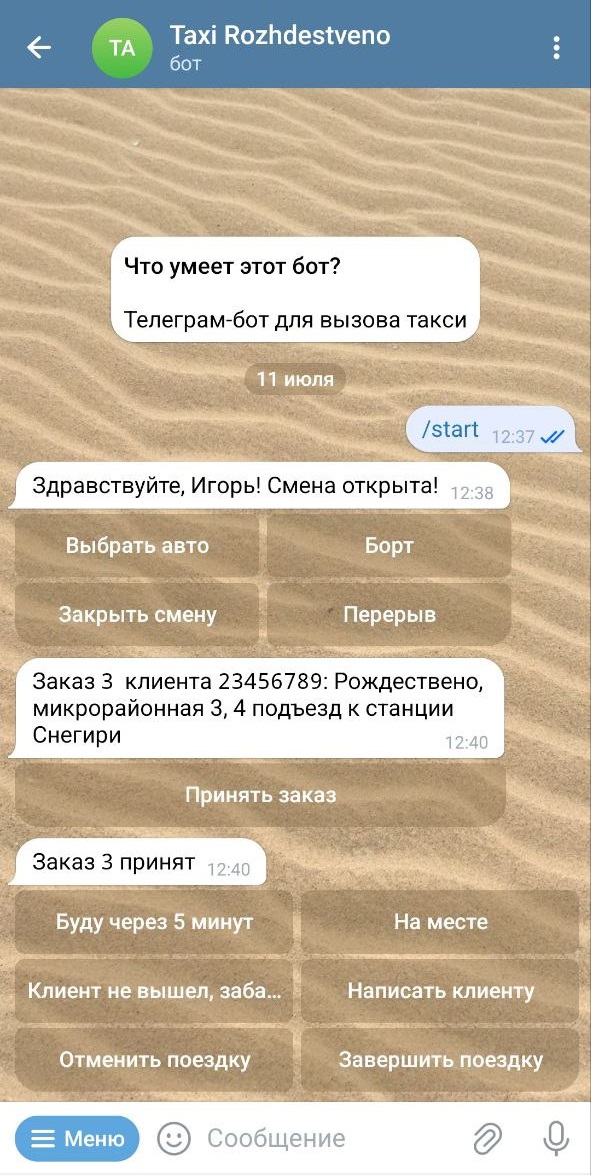 TA
Taxi Rozhdestveno
бот
Что умеет этот бот?
Телеграм-бот для вызова такси
11 июля
/start 12:37
Здравствуйте, Игорь! Смена открыта! 12:38
Выбрать авто
Борт
Закрыть смену
Перерыв
Заказ 3 клиента 23456789: Рождествено,
микрорайонная 3, 4 подъезд к станции
Снегири 12:40
Принять заказ
Заказ 3 принят 12:40
Буду через 5 минут
На месте
Клиент не вышел, заба...
Написать клиенту
Отменить поездку
Завершить поездку
Меню
Сообщение